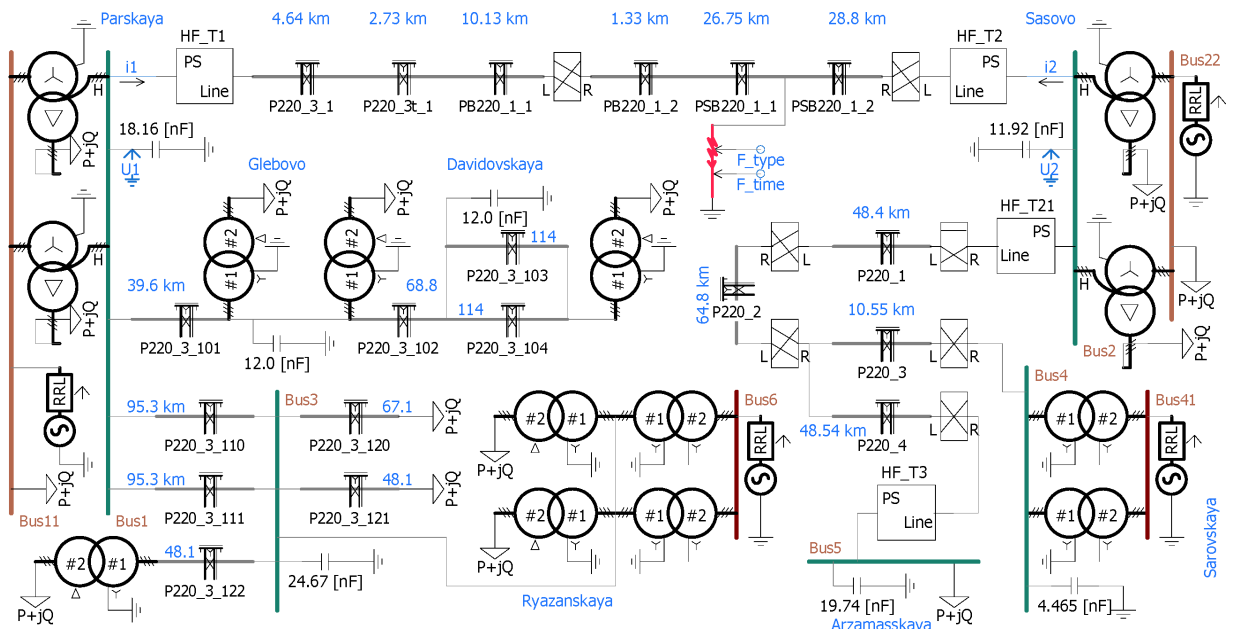 Parskaya
4.64 km
2.73 km
10.13 km
1.33 km
26.75 km
28.8 km
Sasovo
HF_T1
PS
Line
HF_T2
PS
Line
Bus22
i1
i2
H
H
L
R
R
L
RRL
S
P220_3_1
P220_3t_1
PB220_1_1
PB220_1_2
PSB220_1_1
PSB220_1_2
18.16 [nF]
11.92 [nF]
P+jQ
U1
U2
F_type
F_time
P+jQ
Glebovo
Davidovskaya
P+jQ
P+jQ
P+jQ
12.0 [nF]
48.4 km
HF_T21
PS
Line
#2
#1
#2
#1
#2
#1
114
P220_3_103
R
L
R
L
P220_1
H
H
39.6 km
68.8
114
64.8 km
P220_2
10.55 km
P+jQ
P+jQ
P220_3_101
12.0 [nF]
P220_3_102
P220_3_104
L
R
L
R
P220_3
Bus2
P+jQ
RRL
S
95.3 km
Bus3
67.1
P+jQ
#2
#1
#1
#2
Bus6
RRL
S
48.54 km
P220_4
L
R
Bus4
#1
#2
Bus41
RRL
S
P220_3_110
P220_3_120
P+jQ
95.3 km
48.1
P+jQ
P220_3_111
P220_3_121
#2
#1
#1
#2
HF_T3
PS
Line
#1
#2
P+jQ
Bus11
Bus1
Bus5
P+jQ
#2
#1
48.1
P220_3_122
24.67 [nF]
P+jQ
Ryazanskaya
19.74 [nF]
P+jQ
4.465 [nF]
Arzamasskaya
Sarovskaya